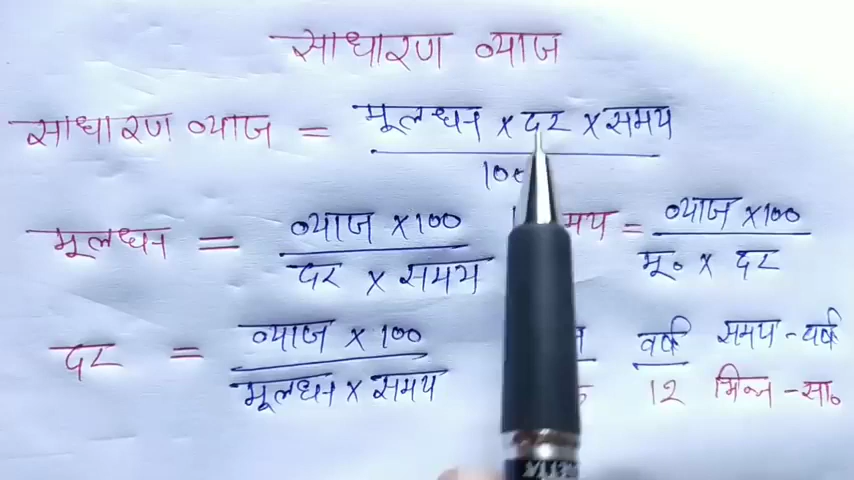 साधारण व्याज
साधारण व्याज = मूलधन x दर x समय
100
मूलधन = व्याज x 100 / दर x समय
= व्याज x 100 / मू० x दर
दर = व्याज x 100 / मूलधन x समय
वर्ष / 12
समय - वर्ष
भिन्न - सा०